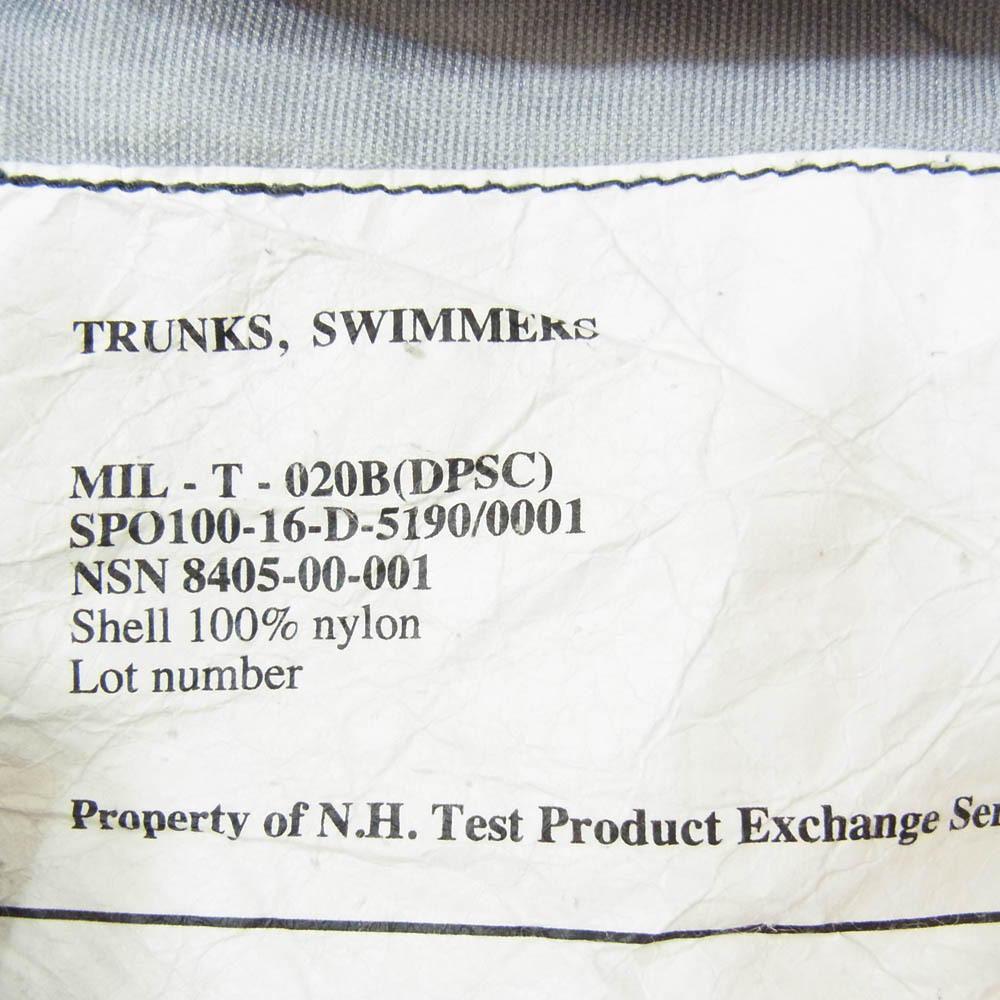 TRUNKS, SWIMMERS
MIL - T - 020B(DPSC)
SPO100-16-D-5190/0001
NSN 8405-00-001
Shell 100% nylon
Lot number
Property of N.H. Test Product Exchange Ser